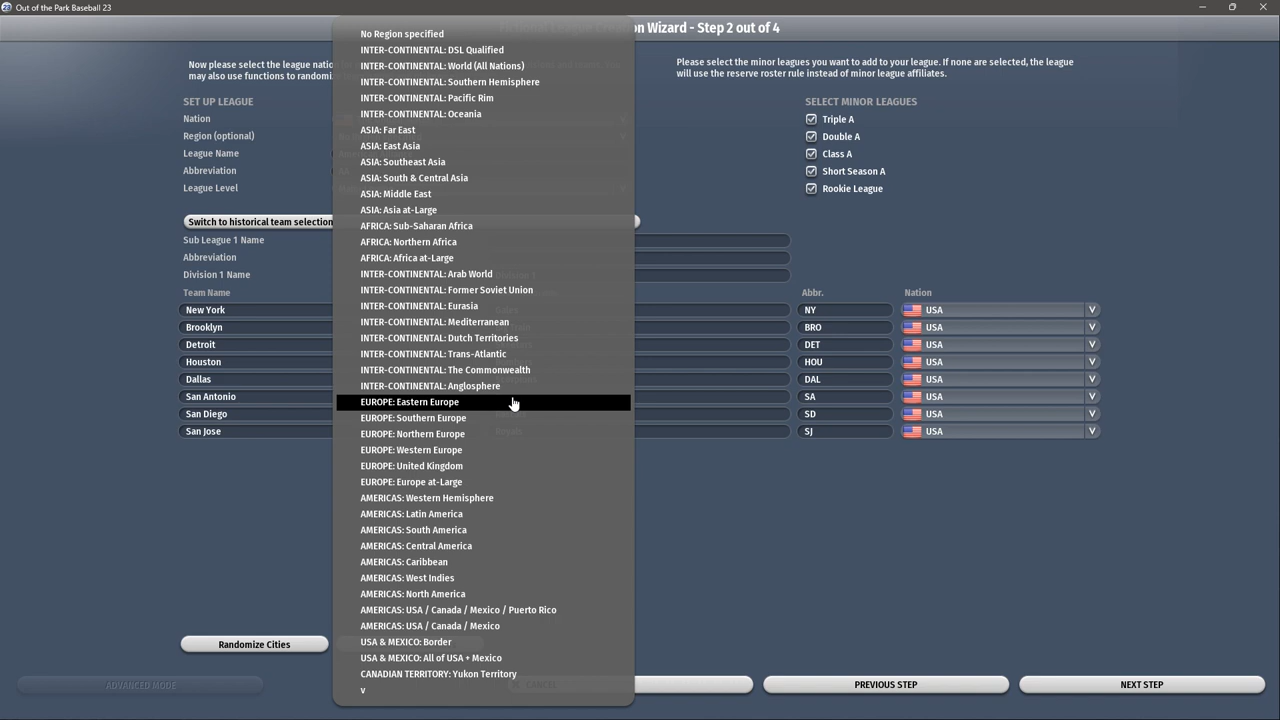 Out of the Park Baseball 23
Wizard - Step 2 out of 4
Now please select the league nation
may also use functions to randomi
Please select the minor leagues you want to add to your league. If none are selected, the league
will use the reserve roster rule instead of minor league affiliates.
SET UP LEAGUE
Nation
Region (optional)
League Name
Abbreviation
League Level
SELECT MINOR LEAGUES
Triple A
Double A
Class A
Short Season A
Rookie League
Switch to historical team selection
Sub League 1 Name
Abbreviation
Division 1 Name
Team Name
Abbr.
Nation
New York
NY
USA
Brooklyn
BRO
USA
Detroit
DET
USA
Houston
HOU
USA
Dallas
DAL
USA
San Antonio
SA
USA
San Diego
SD
USA
San Jose
SJ
USA
No Region specified
INTER-CONTINENTAL: DSL Qualified
INTER-CONTINENTAL: World (All Nations)
INTER-CONTINENTAL: Southern Hemisphere
INTER-CONTINENTAL: Pacific Rim
INTER-CONTINENTAL: Oceania
ASIA: Far East
ASIA: East Asia
ASIA: Southeast Asia
ASIA: South & Central Asia
ASIA: Middle East
ASIA: Asia at-Large
AFRICA: Sub-Saharan Africa
AFRICA: Northern Africa
AFRICA: Africa at-Large
INTER-CONTINENTAL: Arab World
INTER-CONTINENTAL: Former Soviet Union
INTER-CONTINENTAL: Eurasia
INTER-CONTINENTAL: Mediterranean
INTER-CONTINENTAL: Dutch Territories
INTER-CONTINENTAL: Trans-Atlantic
INTER-CONTINENTAL: The Commonwealth
INTER-CONTINENTAL: Anglosphere
EUROPE: Eastern Europe
EUROPE: Southern Europe
EUROPE: Northern Europe
EUROPE: Western Europe
EUROPE: United Kingdom
EUROPE: Europe at-Large
AMERICAS: Western Hemisphere
AMERICAS: Latin America
AMERICAS: South America
AMERICAS: Central America
AMERICAS: Caribbean
AMERICAS: West Indies
AMERICAS: North America
AMERICAS: USA / Canada / Mexico / Puerto Rico
AMERICAS: USA / Canada / Mexico
USA & MEXICO: Border
USA & MEXICO: All of USA + Mexico
CANADIAN TERRITORY: Yukon Territory
v
Randomize Cities
ADVANCED MODE
CANCEL
PREVIOUS STEP
NEXT STEP